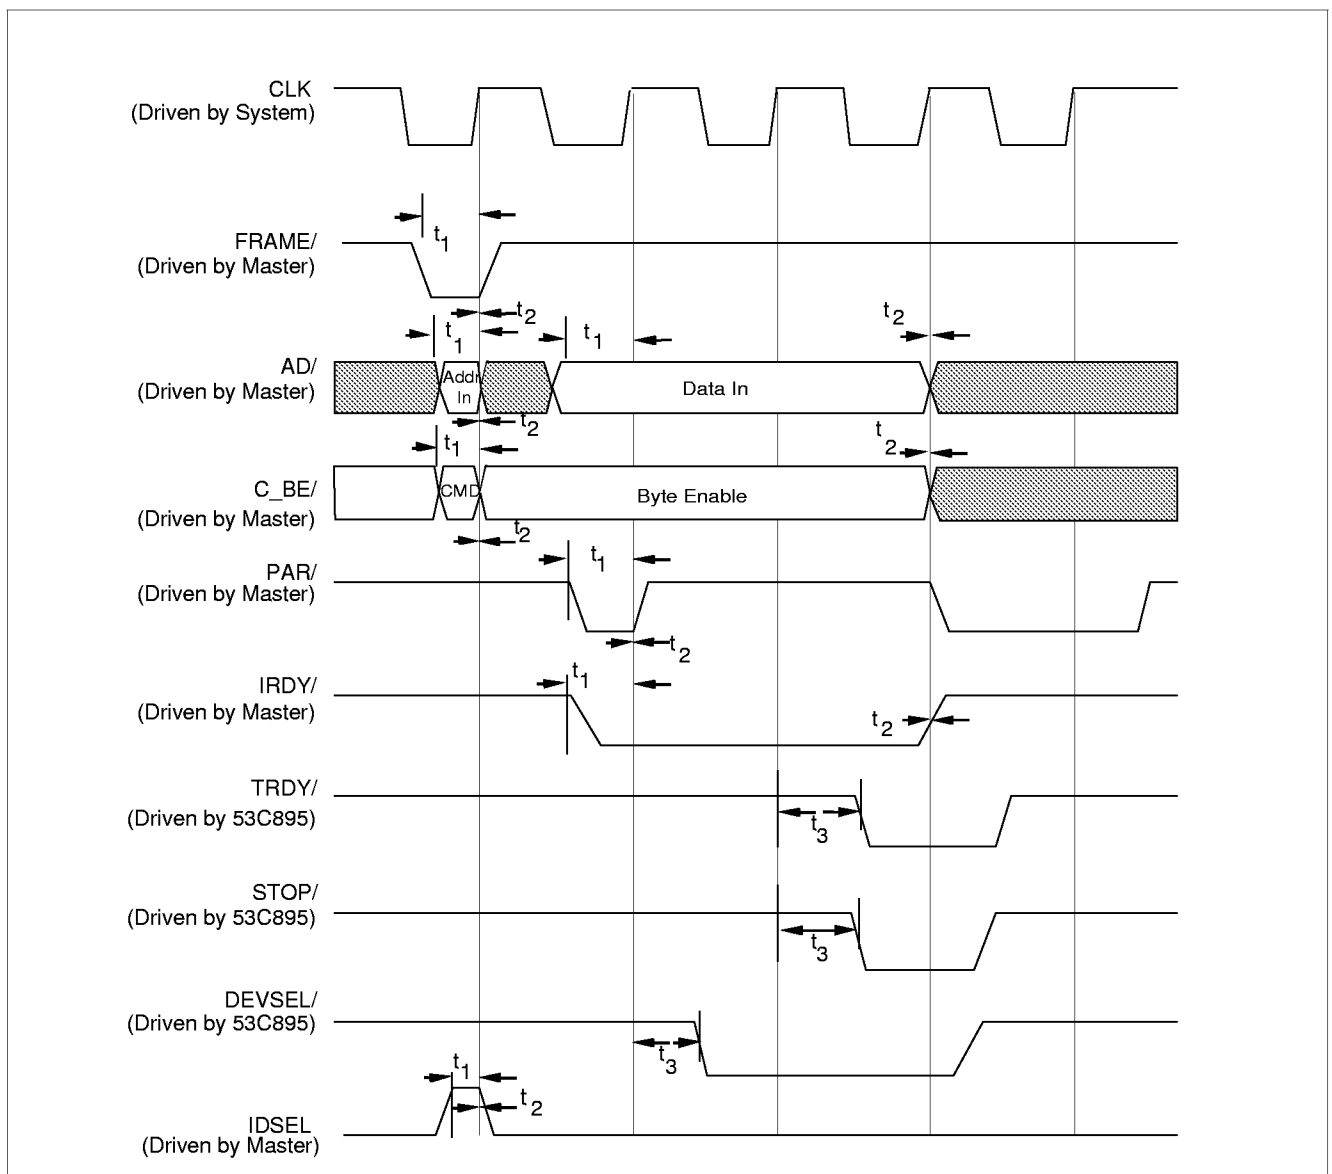 CLK
(Driven by System)
t1
FRAME/
(Driven by Master)
t2
t1
t1
t2
AD/
(Driven by Master)
Addr
In
Data In
t2
t1
t2
C_BE/
(Driven by Master)
CMD
Byte Enable
t2
t1
PAR/
(Driven by Master)
t2
t1
IRDY/
(Driven by Master)
t2
TRDY/
(Driven by 53C895)
t3
STOP/
(Driven by 53C895)
t3
DEVSEL/
(Driven by 53C895)
t3
t1
t2
IDSEL
(Driven by Master)